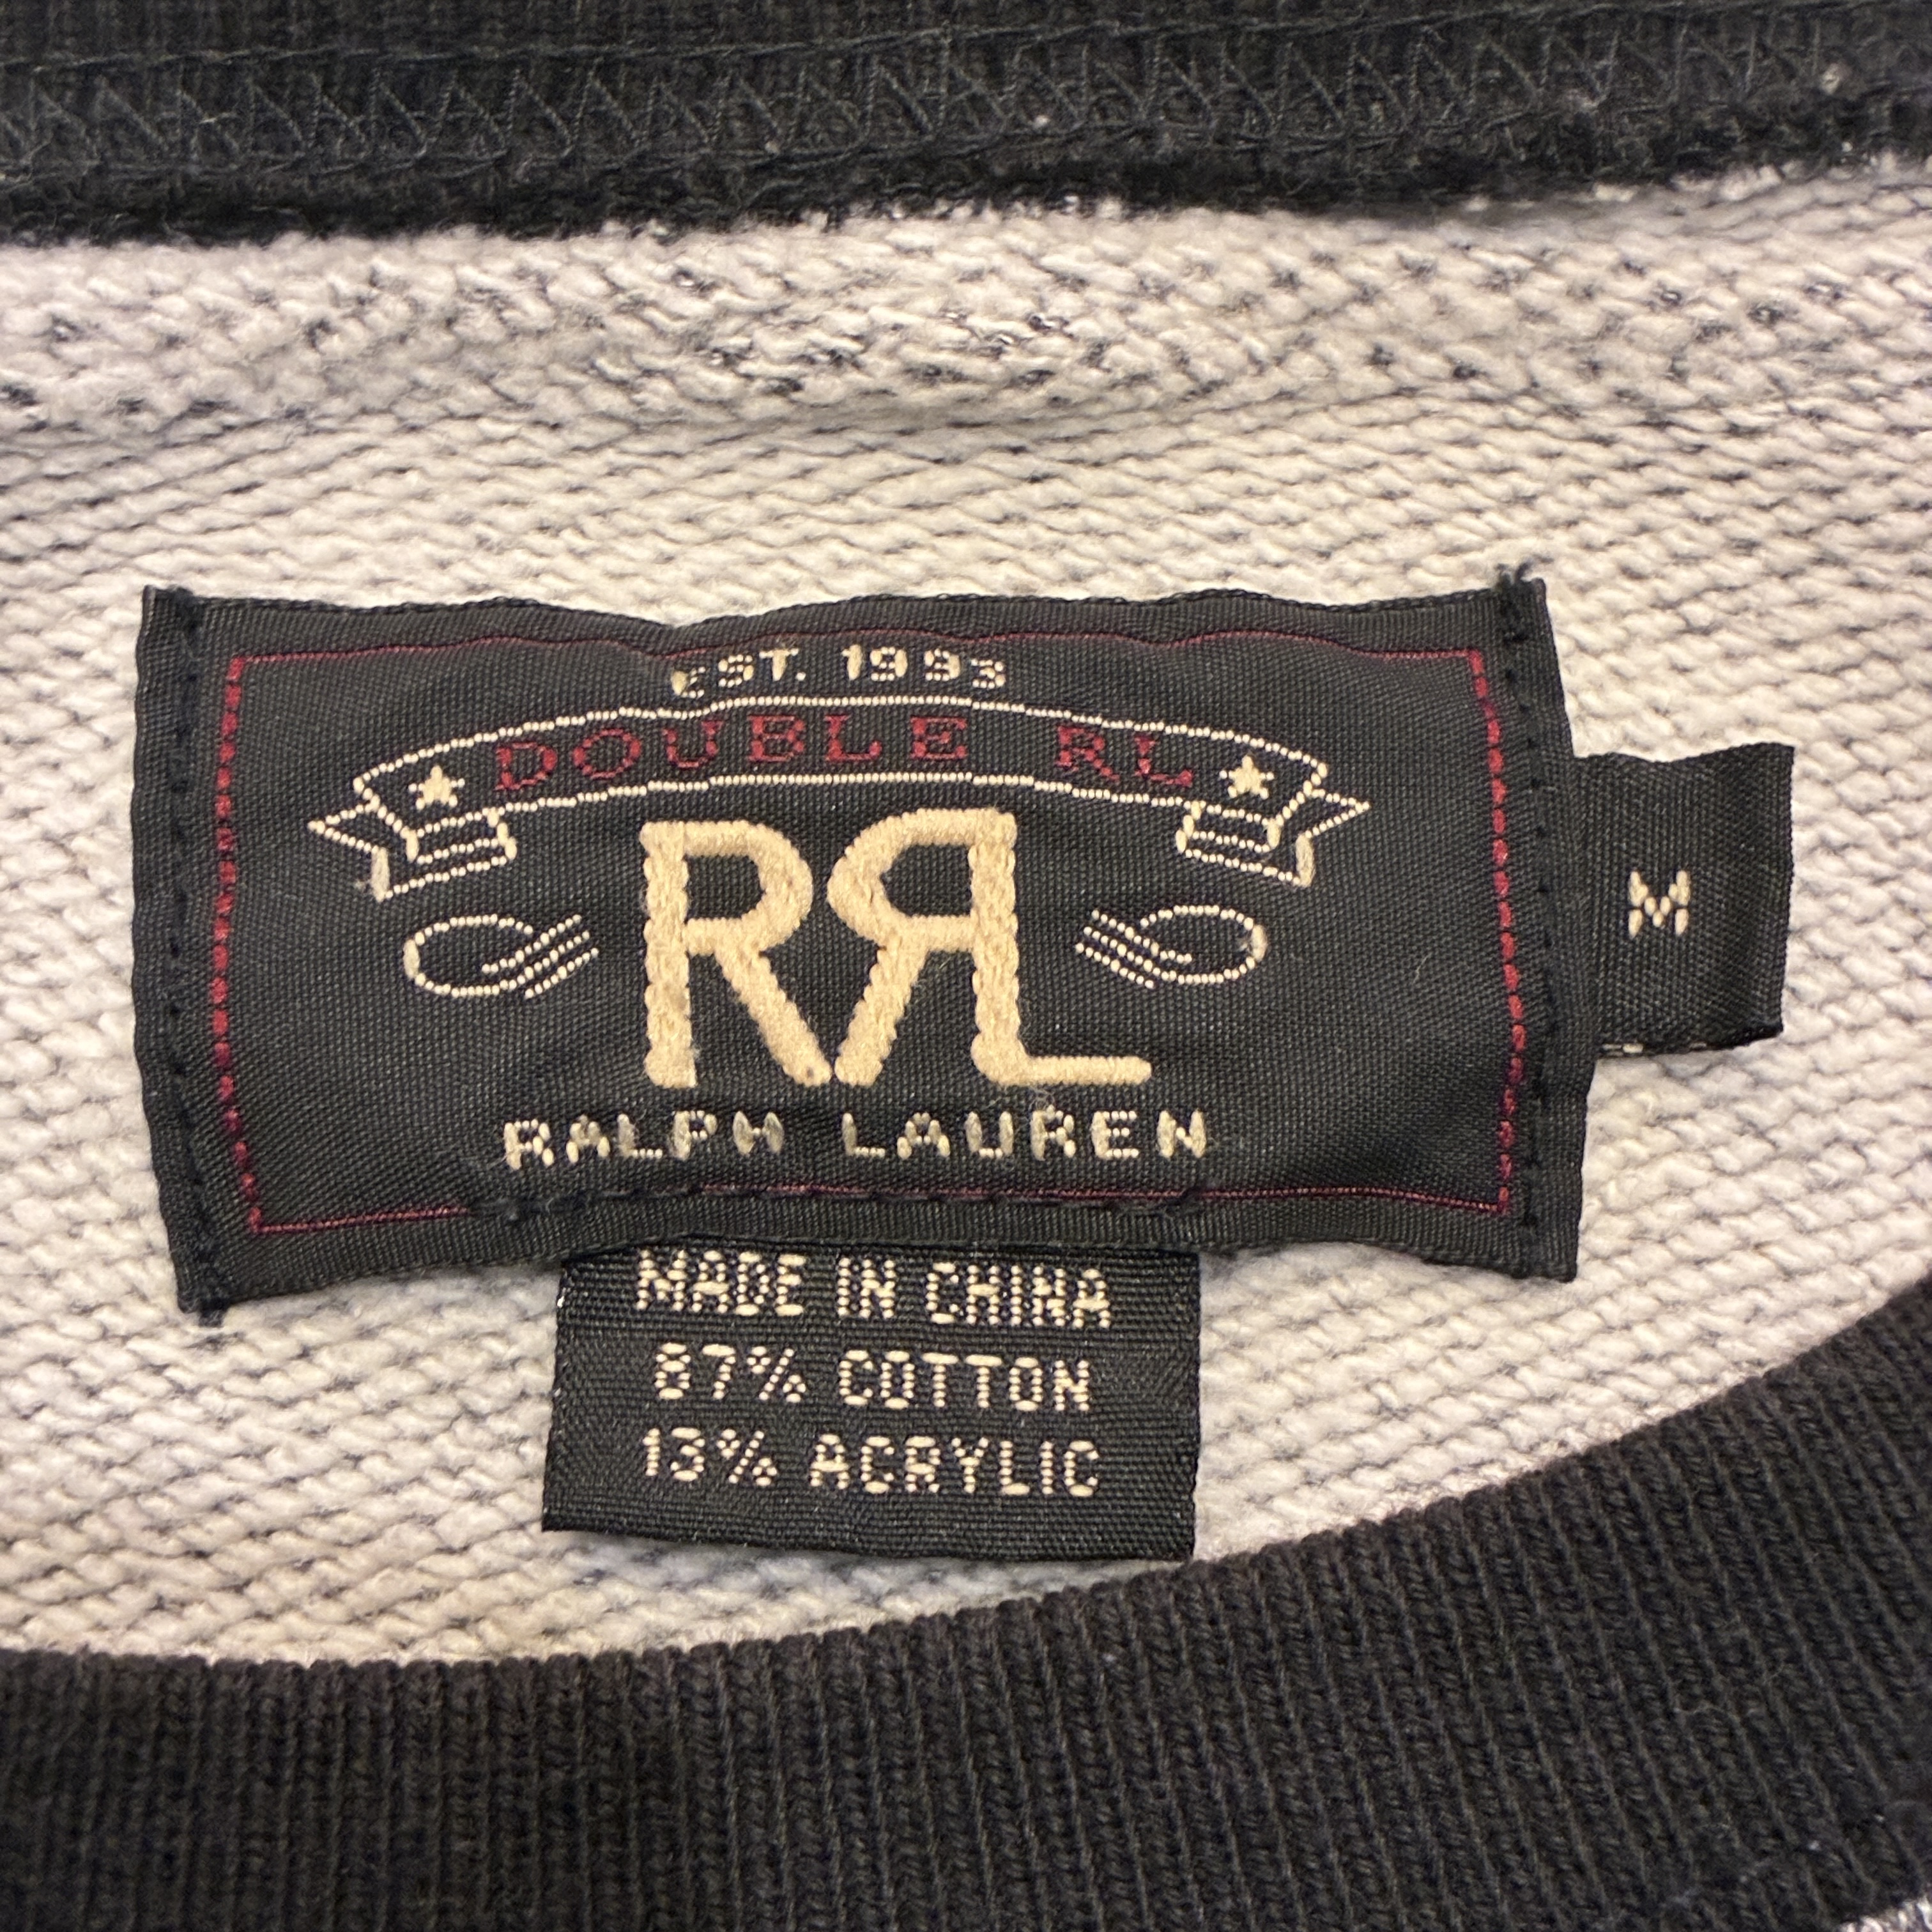 EST. 1993
DOUBLE RL
RRL
RALPH LAUREN
M
MADE IN CHINA
87% COTTON
13% ACRYLIC